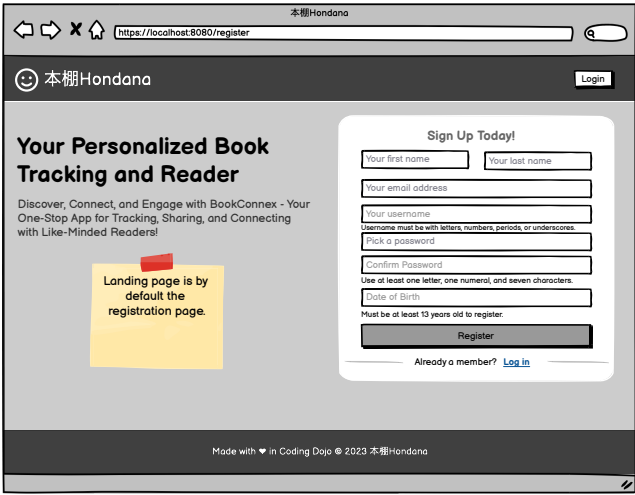 本棚Hondana
https://localhost:8080/register
本棚Hondana
Login
Your Personalized Book
Tracking and Reader
Discover, Connect, and Engage with BookConnex - Your
One-Stop App for Tracking, Sharing, and Connecting
with Like-Minded Readers!
Landing page is by
default the
registration page.
Sign Up Today!
Your first name
Your last name
Your email address
Your username
Username must be with letters, numbers, periods, or underscores.
Pick a password
Confirm Password
Use at least one letter, one numeral, and seven characters.
Date of Birth
Must be at least 13 years old to register.
Register
Already a member? Log in
Made with ❤ in Coding Dojo © 2023 本棚Hondana